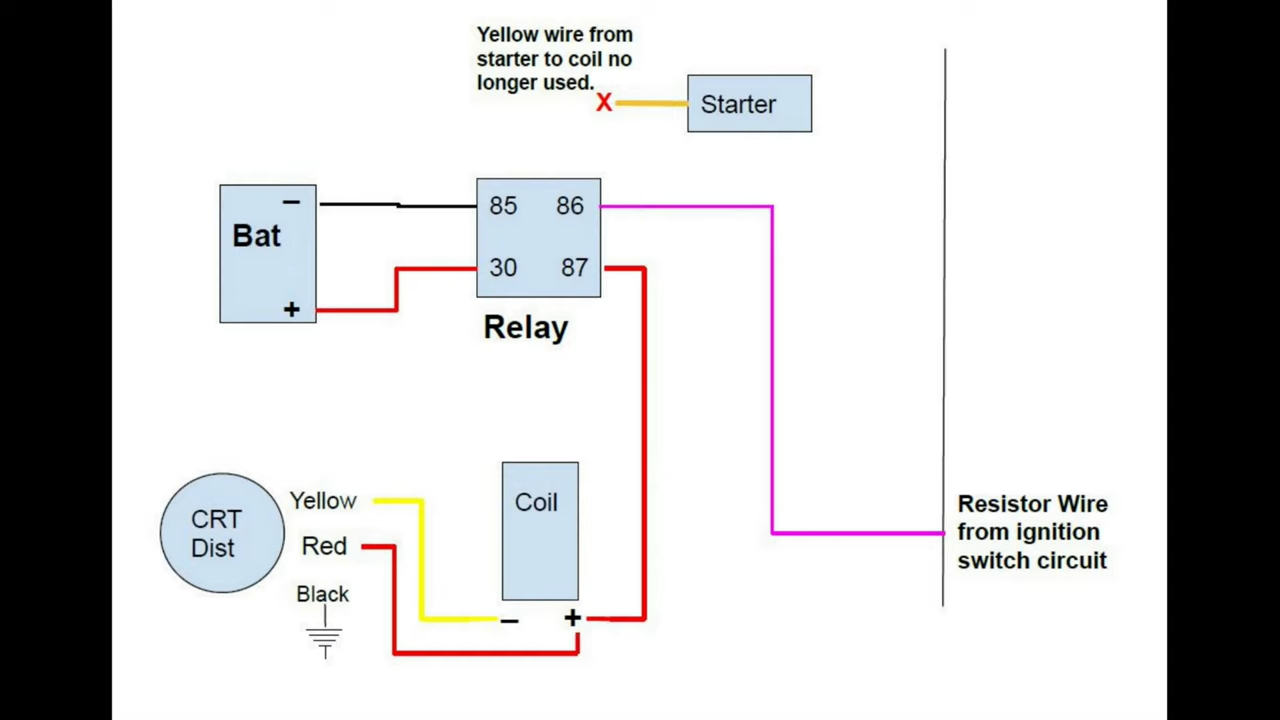 Yellow wire from
starter to coil no
longer used.
X
Starter
−
Bat
+
85 86
30 87
Relay
CRT
Dist
Yellow
Red
Black
Coil
− +
Resistor Wire
from ignition
switch circuit